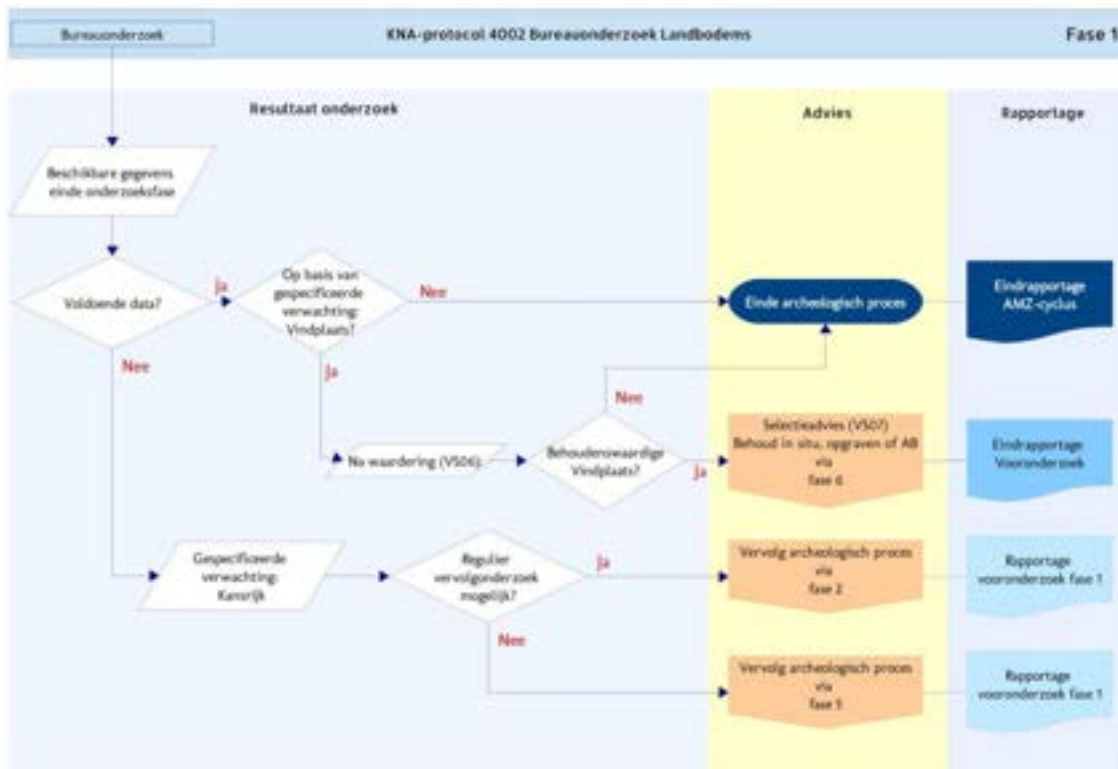 Bureauonderzoek
KNA-protocol 4002 Bureauonderzoek Landbodems
Fase 1
Resultaat onderzoek
Advies
Rapportage
Beschikbare gegevens
einde onderzoeksfase
Voldoende data?
Ja
Op basis van
gespecificeerde
verwachting:
Vindplaats?
Nee
Einde archeologisch proces
Eindrapportage
AMZ-cyclus
Nee
Ja
Na waardering (VS06):
Nee
Behoudenswaardige
Vindplaats?
Ja
Selectieadvies (VS07)
Behoud in situ, opgraven of AB
via
fase 6
Eindrapportage
Vooronderzoek
Gespecificeerde
verwachting:
Kansrijk
Regulier
vervolgonderzoek
mogelijk?
Ja
Vervolg archeologisch proces
via
fase 2
Rapportage
vooronderzoek fase 1
Nee
Vervolg archeologisch proces
via
fase 5
Rapportage
vooronderzoek fase 1